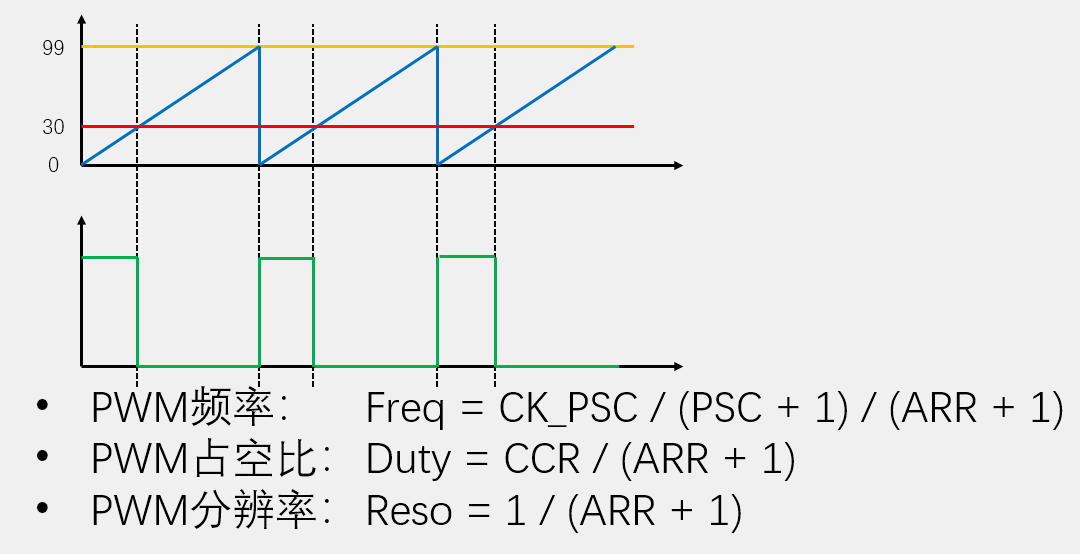 99
30
0
• PWM频率： Freq = CK_PSC / (PSC + 1) / (ARR + 1)
• PWM占空比： Duty = CCR / (ARR + 1)
• PWM分辨率： Reso = 1 / (ARR + 1)